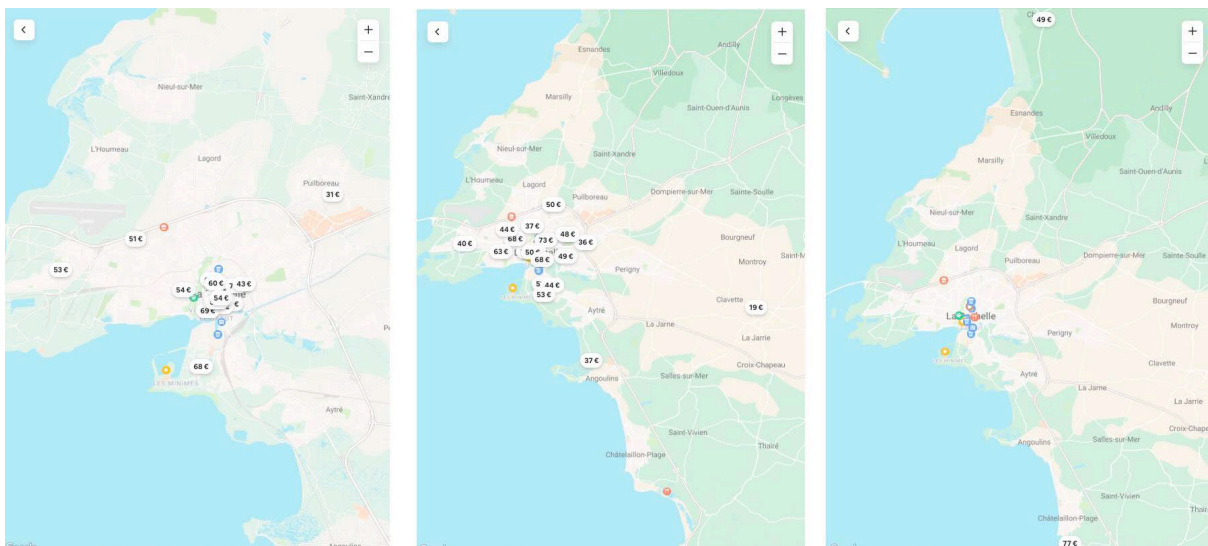 Nieul-sur-Mer
Saint-Xandre
L'Houmeau
Lagord
Puilboreau
31 €
51 €
53 €
60 €
43 €
54 €
54 €
69 €
68 €
LES MINIMES
Aytré
Angoulins
Esnandes
Andilly
Villedoux
Marsilly
Longèves
Saint-Ouen-d'Aunis
Nieul-sur-Mer
Saint-Xandre
L'Houmeau
Lagord
Puilboreau
Dompierre-sur-Mer
Sainte-Soulle
50 €
37 €
44 €
68 €
73 €
48 €
36 €
40 €
63 €
50 €
49 €
68 €
Bourgneuf
Montroy
Saint-M
Périgny
44 €
53 €
Clavette
19 €
Aytré
La Jarne
La Jarrie
37 €
Croix-Chapeau
Angoulins
Salles-sur-Mer
Saint-Vivien
Thairé
Châtelaillon-Plage
49 €
Andilly
Esnandes
Villedoux
Marsilly
Saint-Ouen-d'Aunis
Nieul-sur-Mer
Saint-Xandre
L'Houmeau
Lagord
Puilboreau
Dompierre-sur-Mer
Sainte-Soulle
Bourgneuf
Montroy
Périgny
Clavette
Aytré
La Jarne
La Jarrie
Croix-Chape
Angoulins
Salles-sur-Mer
Saint-Vivien
Thair
Châtelaillon-Plage
77 €